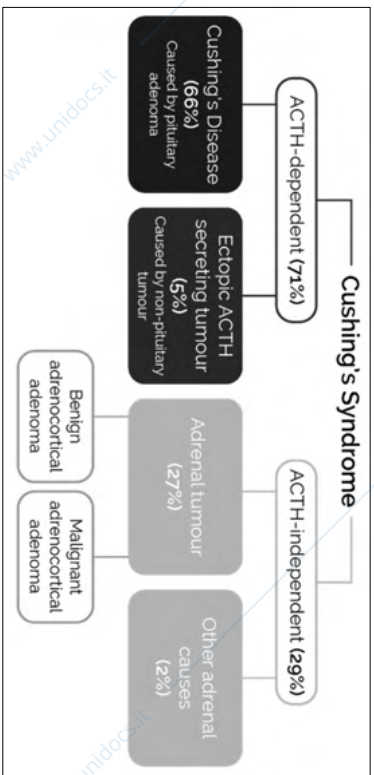 Cushing's Syndrome
ACTH-dependent (71%)
ACTH-independent (29%)
Cushing's Disease
(66%)
Caused by pituitary
adenoma
Ectopic ACTH
secreting tumour
(5%)
Caused by non-pituitary
tumour
Adrenal tumour
(27%)
Other adrenal
causes
(2%)
Benign
adrenocortical
adenoma
Malignant
adrenocortical
adenoma
www.unidocs.it
unidocs.it